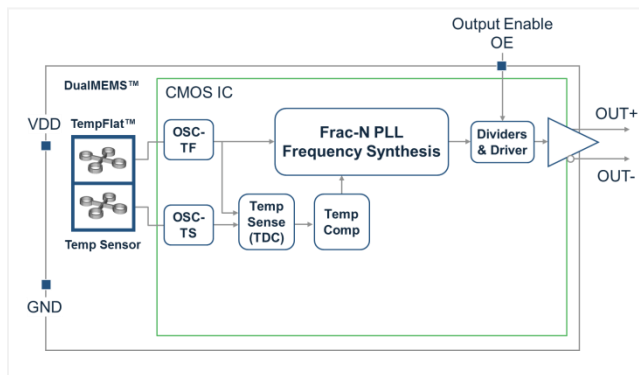 Output Enable
OE
DualMEMS™
CMOS IC
VDD
TempFlat™
OSC-
TF
Frac-N PLL
Frequency Synthesis
Dividers
& Driver
OUT+
OUT-
OSC-
TS
Temp
Sense
(TDC)
Temp
Comp
Temp Sensor
GND